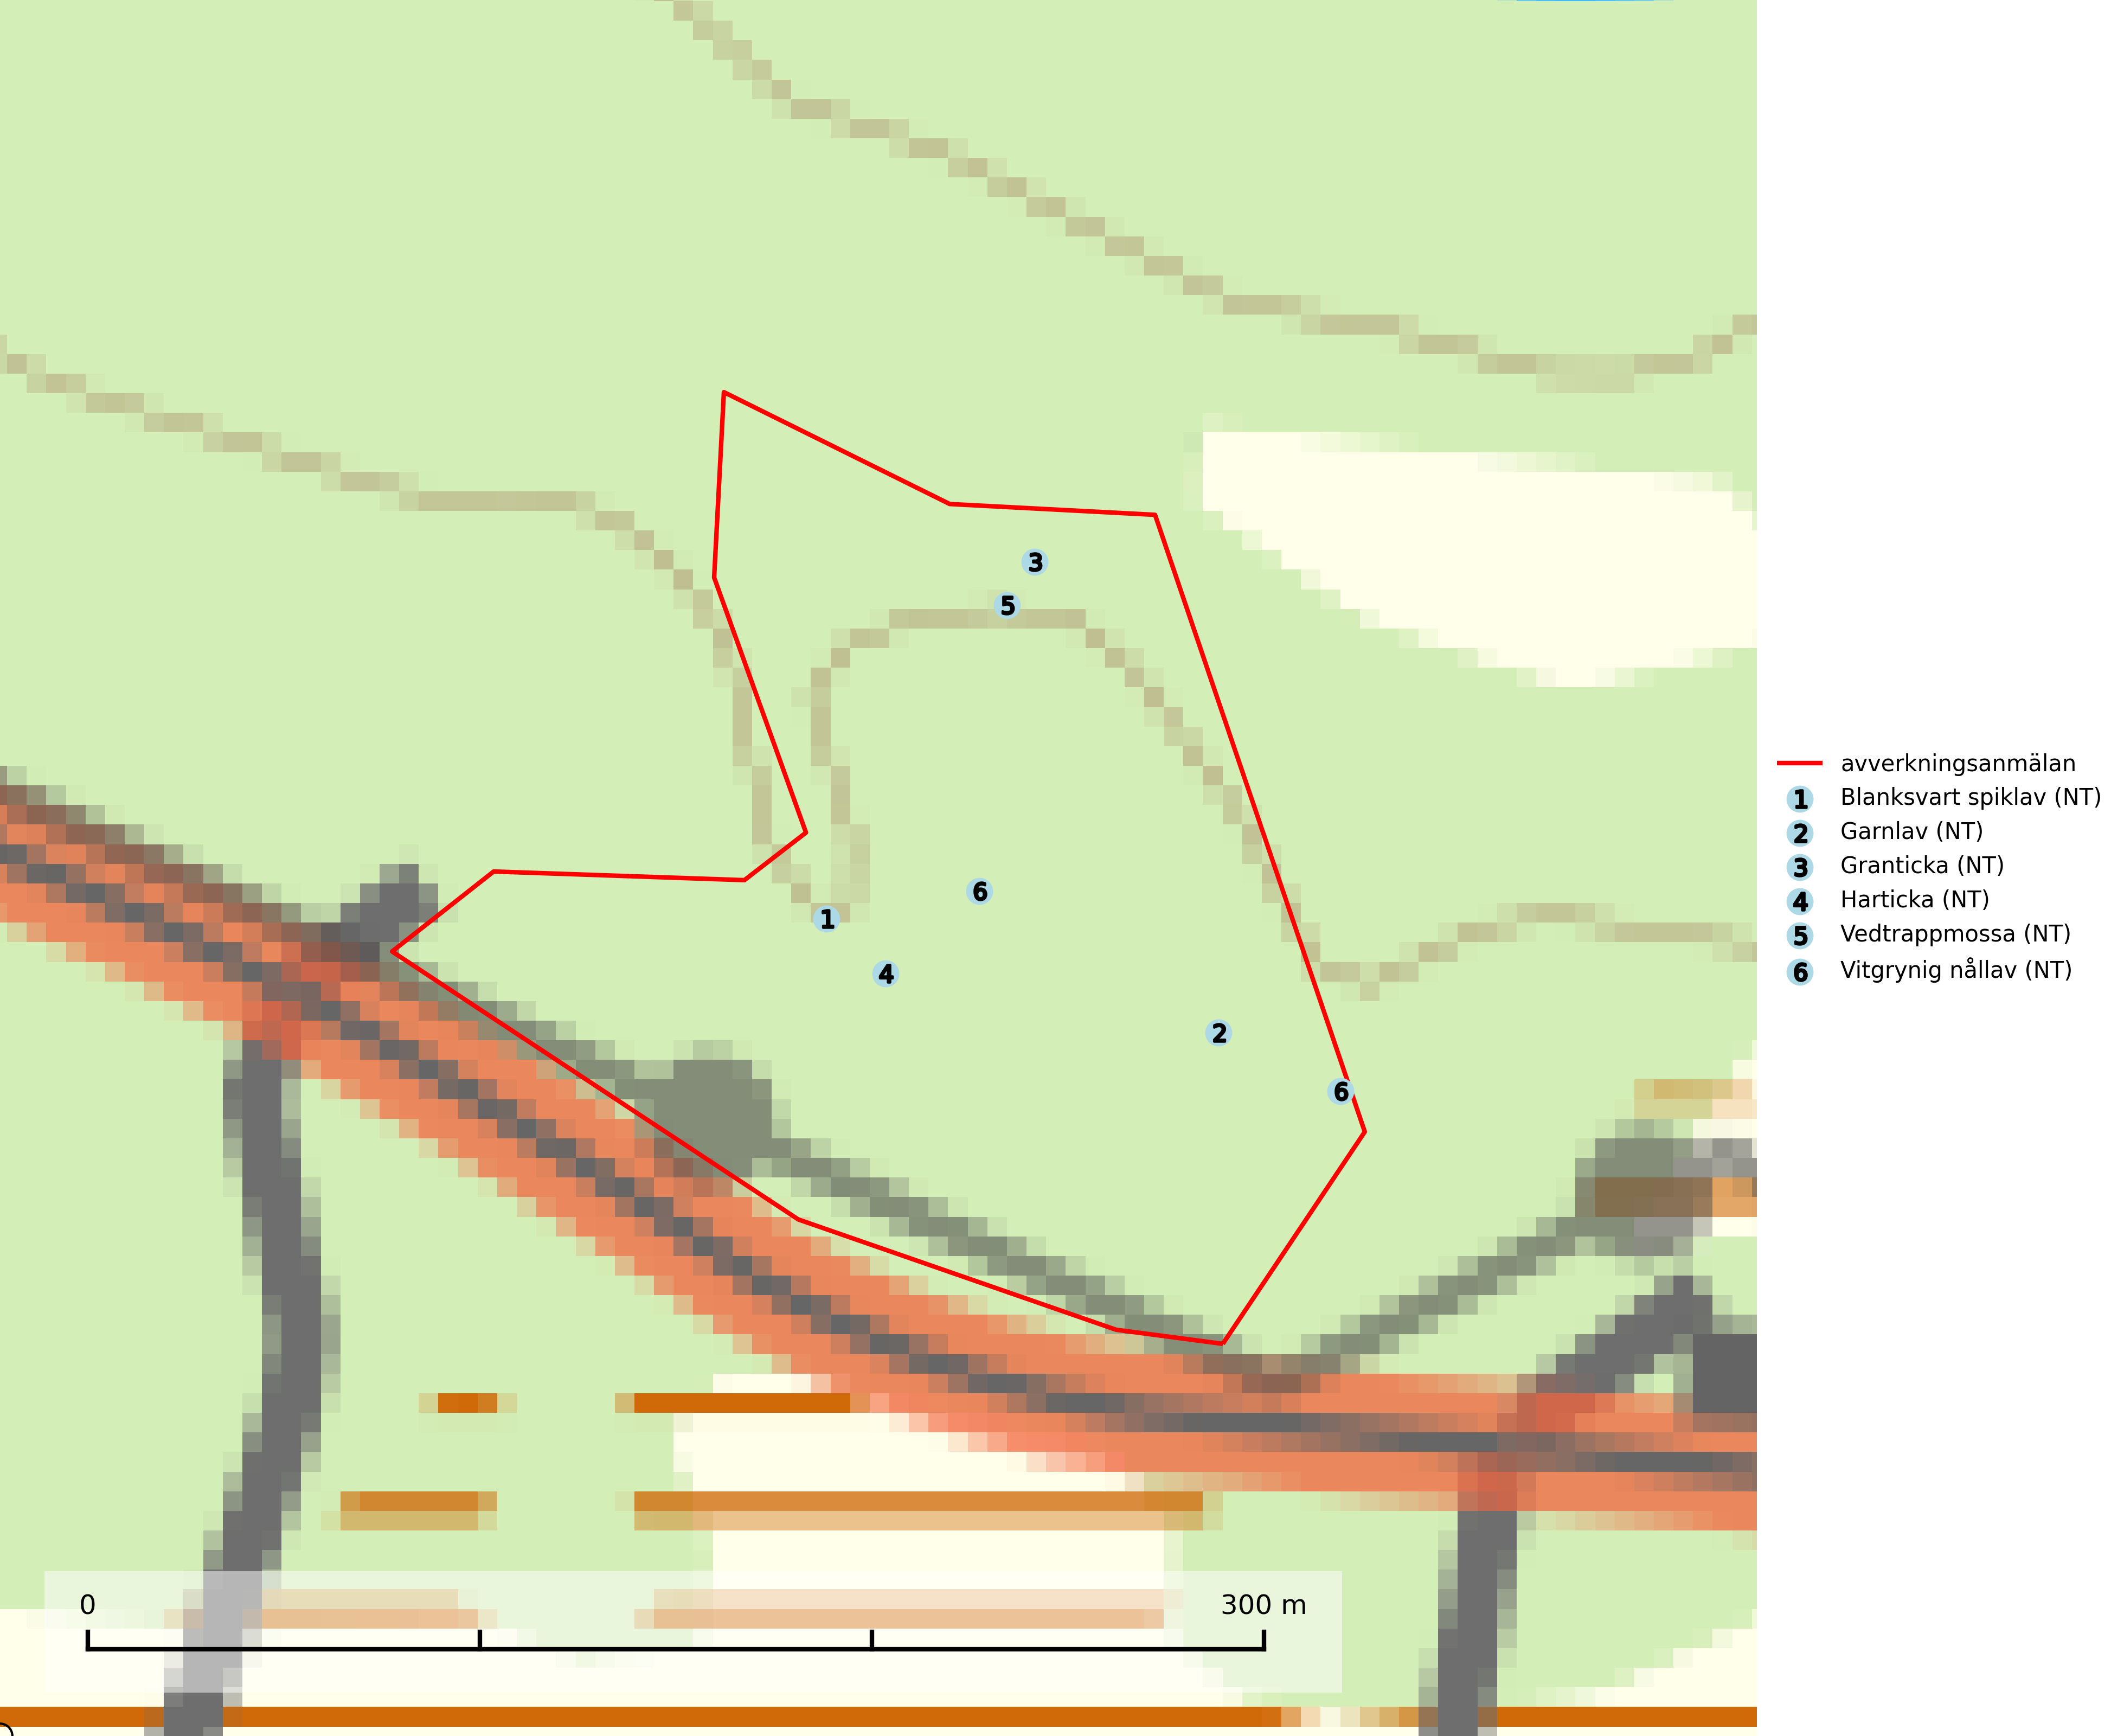 3
5
6
1
4
2
6
0 300 m
avverkningsanmälan
1 Blanksvart spiklav (NT)
2 Garnlav (NT)
3 Granticka (NT)
4 Harticka (NT)
5 Vedtrappmossa (NT)
6 Vitgrynig nållav (NT)